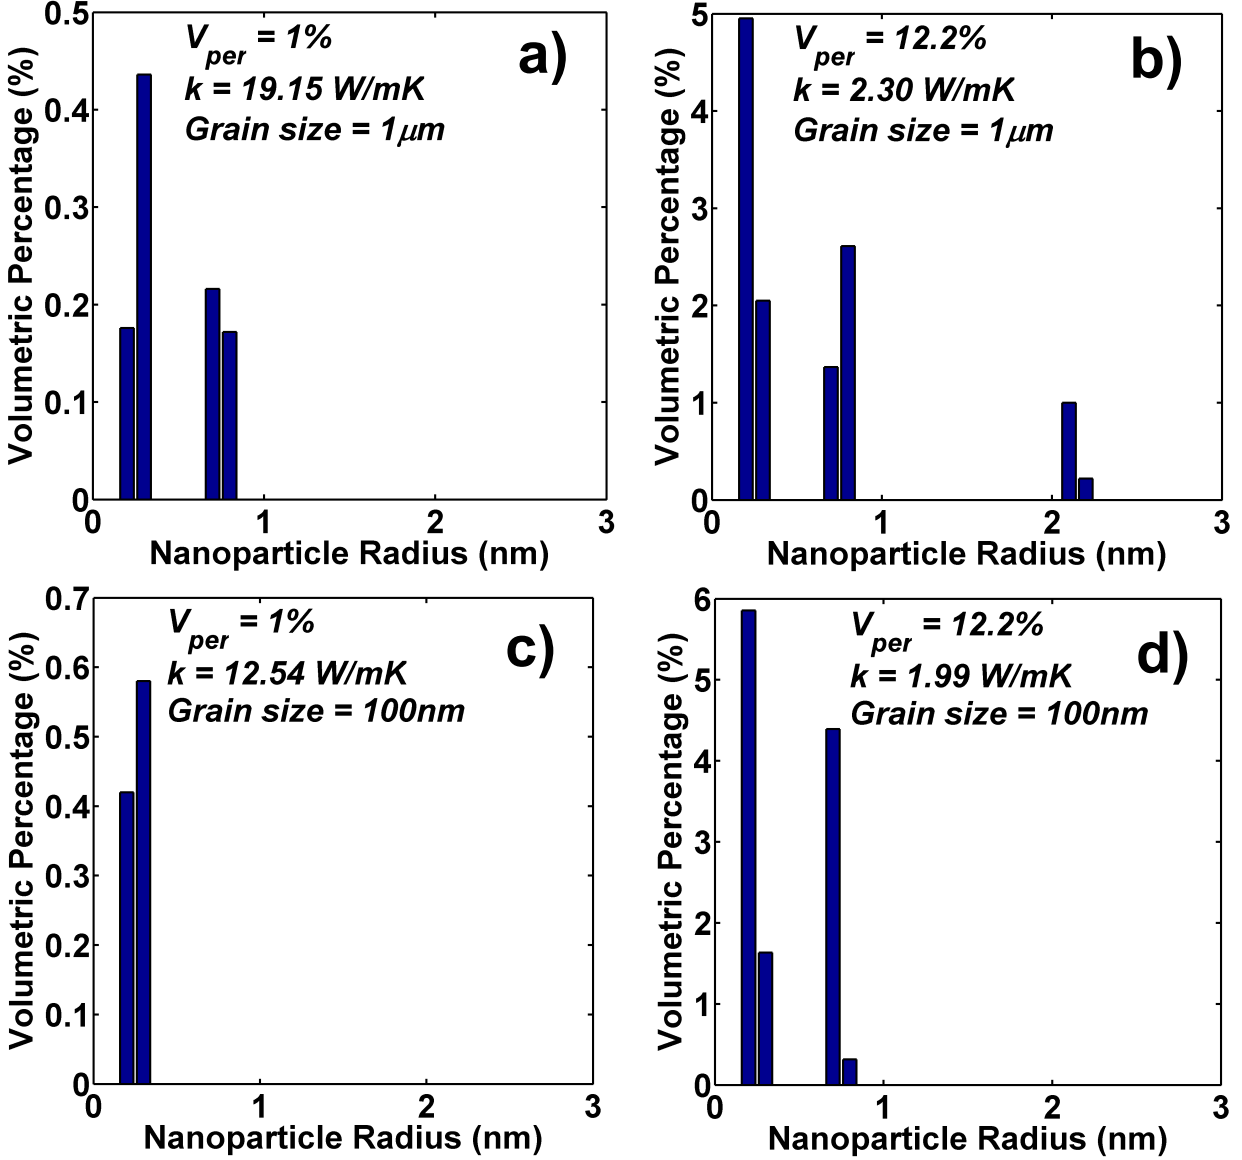 a)
V_per = 1%
k = 19.15 W/mK
Grain size = 1μm
Volumetric Percentage (%)
0.5
0.4
0.3
0.2
0.1
0
0 1 2 3
Nanoparticle Radius (nm)
b)
V_per = 12.2%
k = 2.30 W/mK
Grain size = 1μm
Volumetric Percentage (%)
5
4
3
2
1
0
0 1 2 3
Nanoparticle Radius (nm)
c)
V_per = 1%
k = 12.54 W/mK
Grain size = 100nm
Volumetric Percentage (%)
0.7
0.6
0.5
0.4
0.3
0.2
0.1
0
0 1 2 3
Nanoparticle Radius (nm)
d)
V_per = 12.2%
k = 1.99 W/mK
Grain size = 100nm
Volumetric Percentage (%)
6
5
4
3
2
1
0
0 1 2 3
Nanoparticle Radius (nm)